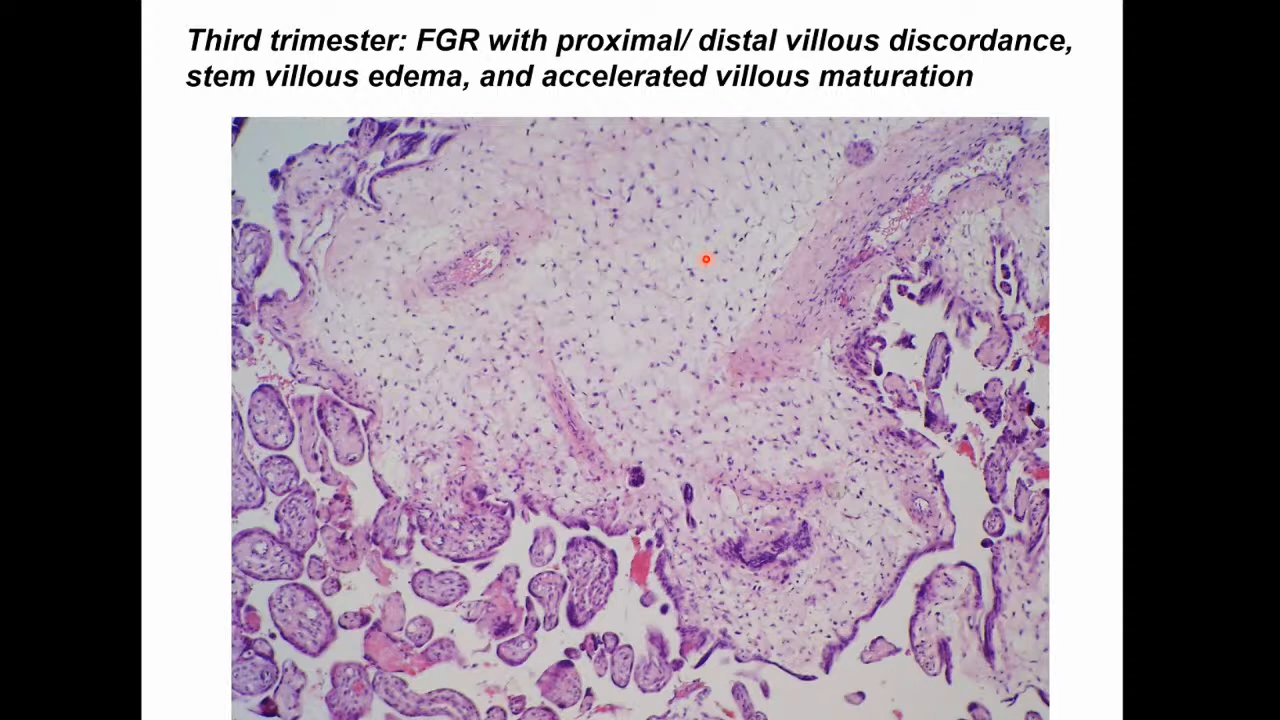 Third trimester: FGR with proximal/ distal villous discordance,
stem villous edema, and accelerated villous maturation